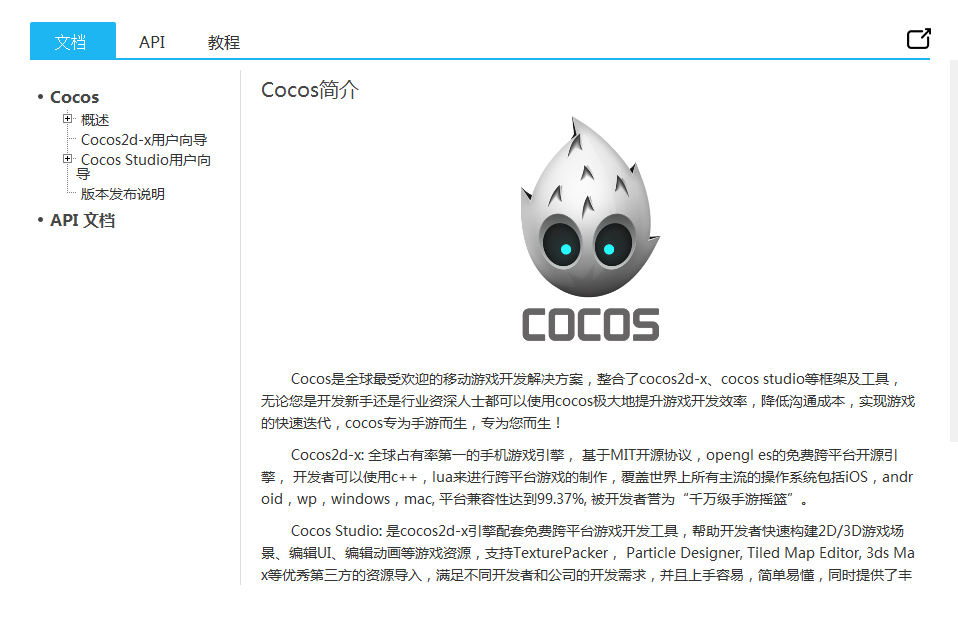 文档
API
教程
Cocos
概述
Cocos2d-x用户向导
Cocos Studio用户向
导
版本发布说明
API 文档
Cocos简介
COCOS
Cocos是全球最受欢迎的移动游戏开发解决方案，整合了cocos2d-x、cocos studio等框架及工具，
无论您是开发新手还是行业资深人士都可以使用cocos极大地提升游戏开发效率，降低沟通成本，实现游戏
的快速迭代，cocos专为手游而生，专为您而生！
Cocos2d-x: 全球占有率第一的手机游戏引擎， 基于MIT开源协议，opengl es的免费跨平台开源引
擎， 开发者可以使用c++，lua来进行跨平台游戏的制作，覆盖世界上所有主流的操作系统包括iOS，andr
oid，wp，windows，mac, 平台兼容性达到99.37%, 被开发者誉为“千万级手游摇篮”。
Cocos Studio: 是cocos2d-x引擎配套免费跨平台游戏开发工具，帮助开发者快速构建2D/3D游戏场
景、编辑UI、编辑动画等游戏资源，支持TexturePacker， Particle Designer, Tiled Map Editor, 3ds Ma
x等优秀第三方的资源导入，满足不同开发者和公司的开发需求，并且上手容易，简单易懂，同时提供了丰